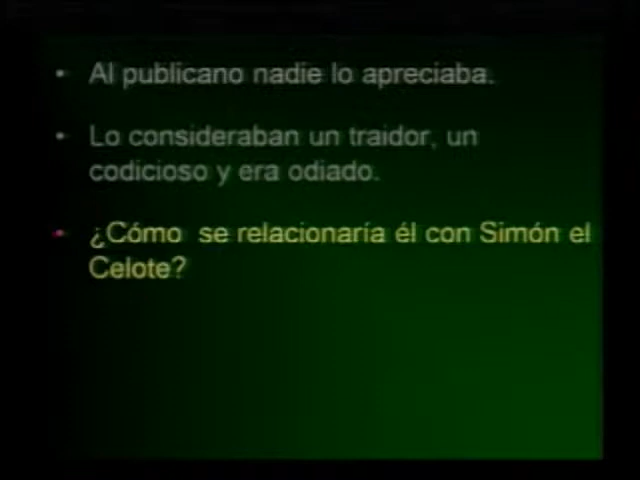 • Al publicano nadie lo apreciaba.
• Lo consideraban un traidor, un
codicioso y era odiado.
• ¿Cómo se relacionaría él con Simón el
Celote?